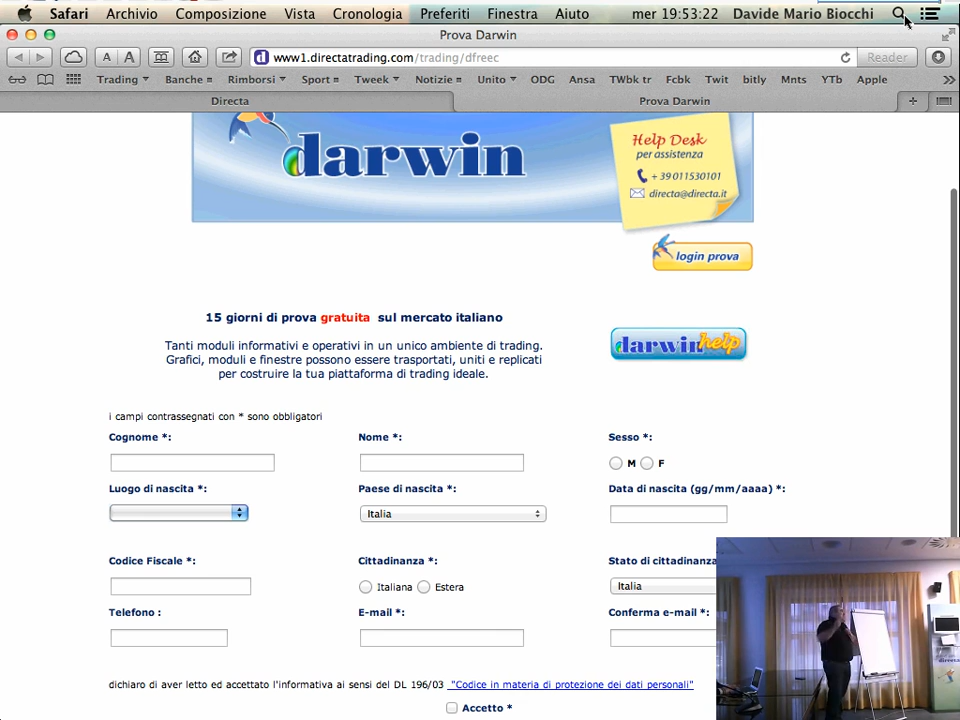 Safari Archivio Composizione Vista Cronologia Preferiti Finestra Aiuto mer 19:53:22 Davide Mario Biocchi
Prova Darwin
A A www1.directatrading.com/trading/dfreec Reader
Trading Banche Rimborsi Sport Tweek Notizie Unito ODG Ansa TWbk tr Fcbk Twit bitly Mnts YTb Apple
Directa Prova Darwin
darwin
Help Desk
per assistenza
+ 39 011530101
directa@directa.it
login prova
15 giorni di prova gratuita sul mercato italiano
darwin help
Tanti moduli informativi e operativi in un unico ambiente di trading.
Grafici, moduli e finestre possono essere trasportati, uniti e replicati
per costruire la tua piattaforma di trading ideale.
i campi contrassegnati con * sono obbligatori
Cognome *: Nome *: Sesso *:
M F
Luogo di nascita *: Paese di nascita *: Data di nascita (gg/mm/aaaa) *:
Italia
Codice Fiscale *: Cittadinanza *: Stato di cittadinanza
Italiana Estera Italia
Telefono : E-mail *: Conferma e-mail *:
dichiaro di aver letto ed accettato l'informativa ai sensi del DL 196/03 "Codice in materia di protezione dei dati personali"
Accetto *
directa